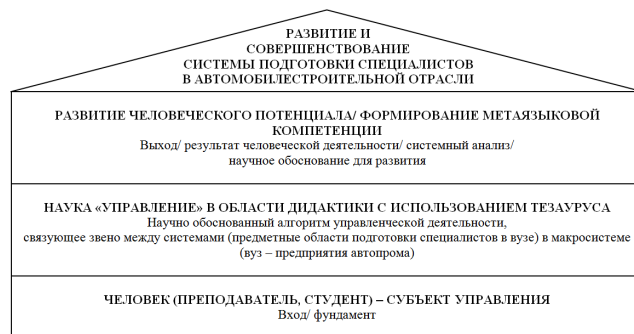 РАЗВИТИЕ И
СОВЕРШЕНСТВОВАНИЕ
СИСТЕМЫ ПОДГОТОВКИ СПЕЦИАЛИСТОВ
В АВТОМОБИЛЕСТРОИТЕЛЬНОЙ ОТРАСЛИ
РАЗВИТИЕ ЧЕЛОВЕЧЕСКОГО ПОТЕНЦИАЛА/ ФОРМИРОВАНИЕ МЕТАЯЗЫКОВОЙ
КОМПЕТЕНЦИИ
Выход/ результат человеческой деятельности/ системный анализ/
научное обоснование для развития
НАУКА «УПРАВЛЕНИЕ» В ОБЛАСТИ ДИДАКТИКИ С ИСПОЛЬЗОВАНИЕМ ТЕЗАУРУСА
Научно обоснованный алгоритм управленческой деятельности,
связующее звено между системами (предметные области подготовки специалистов в вузе) в макросистеме
(вуз – предприятия автопрома)
ЧЕЛОВЕК (ПРЕПОДАВАТЕЛЬ, СТУДЕНТ) – СУБЪЕКТ УПРАВЛЕНИЯ
Вход/ фундамент